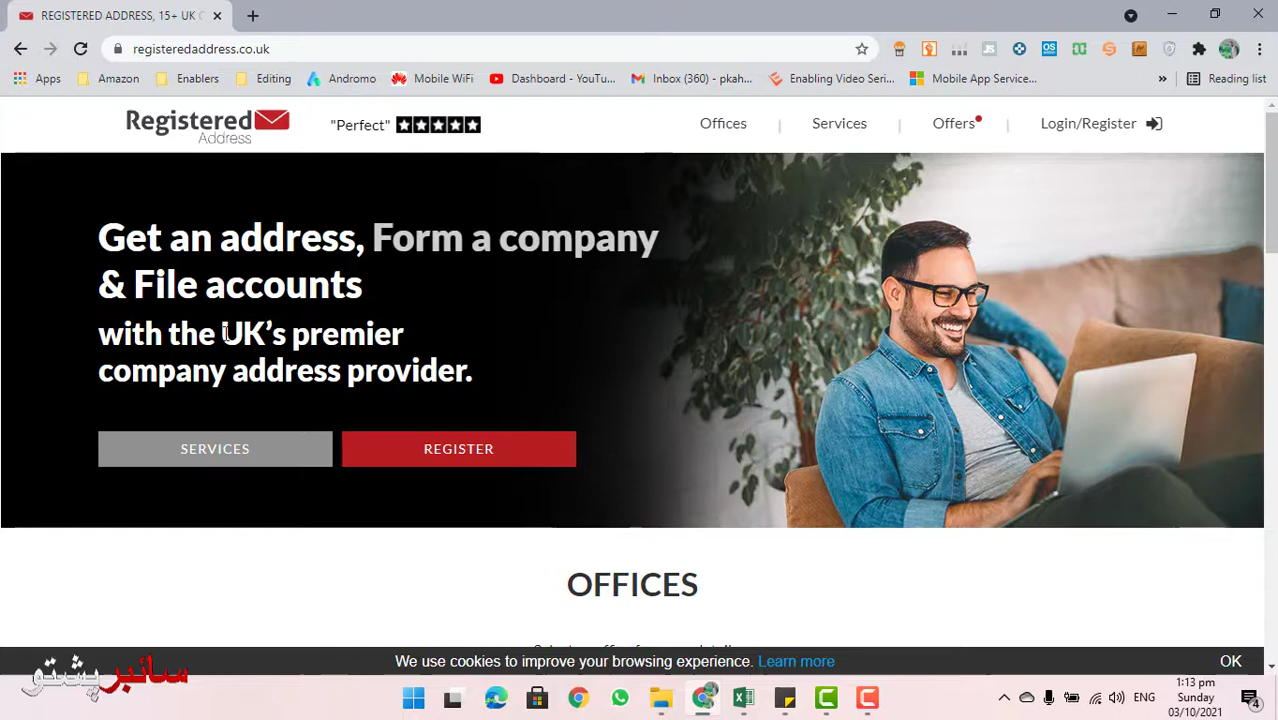 REGISTERED ADDRESS, 15+ UK
registeredaddress.co.uk
Apps Amazon Enablers Editing Andromo Mobile WiFi Dashboard - YouTu... Inbox (360) - pkah... Enabling Video Seri... Mobile App Service... » Reading list
Registered
Address
"Perfect"
Offices | Services | Offers | Login/Register
Get an address, Form a company
& File accounts
with the UK's premier
company address provider.
SERVICES REGISTER
OFFICES
We use cookies to improve your browsing experience. Learn more OK
سائبر پښتو
ENG
1:13 pm
Sunday
03/10/2021
4